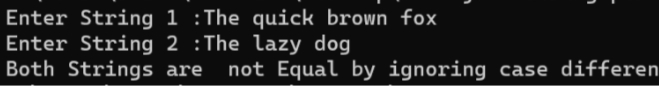 Enter String 1 :The quick brown fox
Enter String 2 :The lazy dog
Both Strings are  not Equal by ignoring case differen